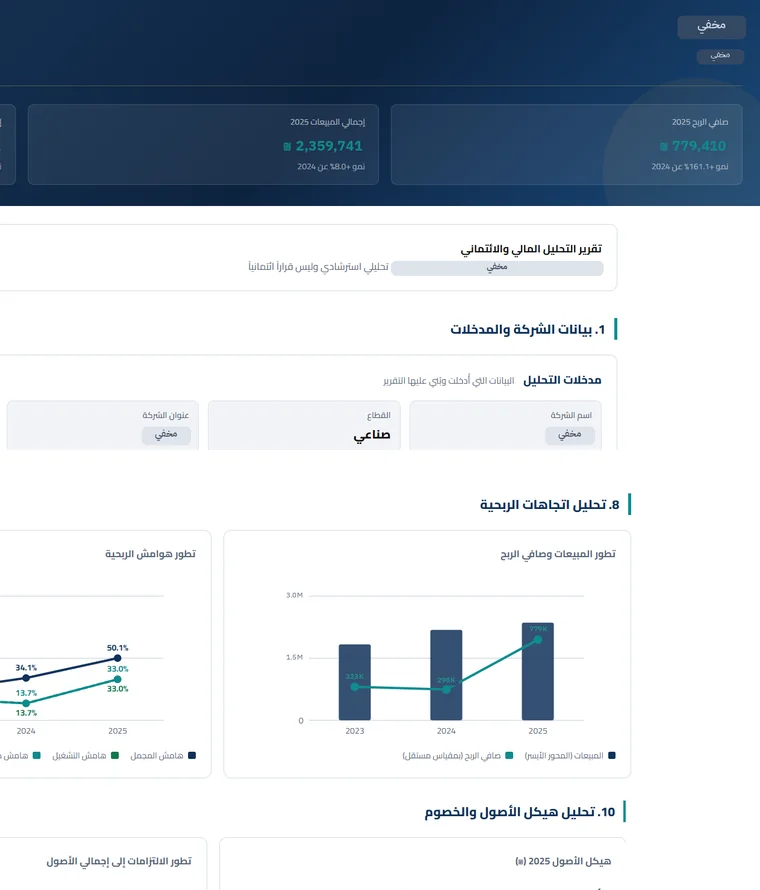 مخفي
مخفي
صافي الربح 2025
779,410 ₪
نمو +161.1% عن 2024
إجمالي المبيعات 2025
2,359,741 ₪
نمو +8.0% عن 2024
تقرير التحليل المالي والائتماني
مخفي تحليلي استرشادي وليس قراراً ائتمانياً
1. بيانات الشركة والمدخلات
مدخلات التحليل البيانات التي أُدخلت وبُني عليها التقرير
اسم الشركة
مخفي
القطاع
صناعي
عنوان الشركة
مخفي
8. تحليل اتجاهات الربحية
تطور المبيعات وصافي الربح
3.0M
1.5M
0
779K
2023
2024
2025
المبيعات (المحور الأيسر)
صافي الربح (بمقياس مستقل)
تطور هوامش الربحية
50.1%
34.1%
33.0%
13.7%
33.0%
13.7%
2025
2024
هامش المجمل
هامش التشغيل
هامش
10. تحليل هيكل الأصول والخصوم
هيكل الأصول 2025 (₪)
تطور الالتزامات إلى إجمالي الأصول